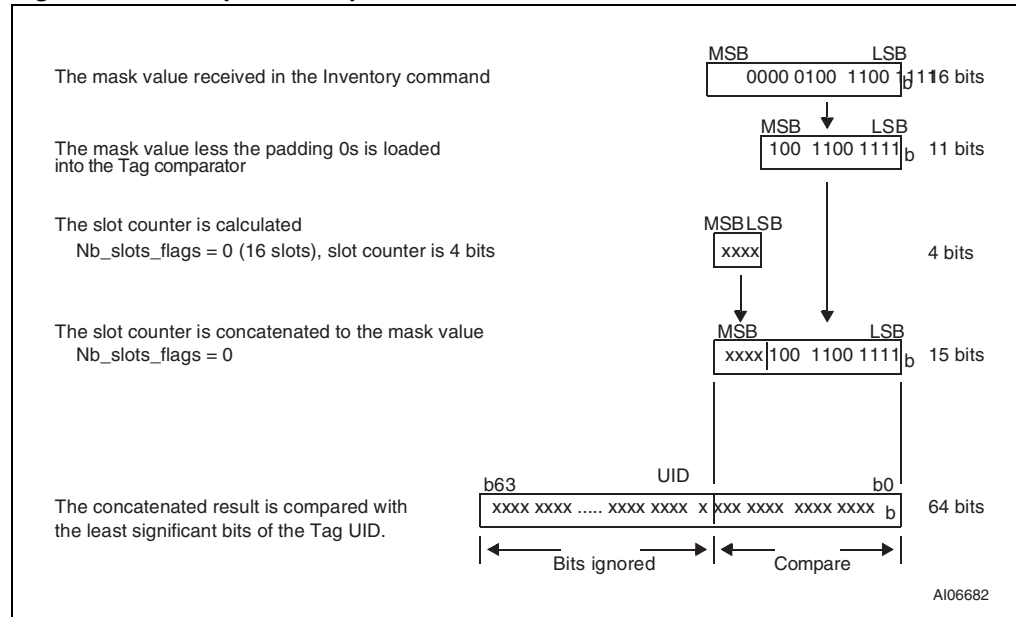 MSB LSB
The mask value received in the Inventory command 0000 0100 1100 1111 b 16 bits
MSB LSB
The mask value less the padding 0s is loaded 100 1100 1111 b 11 bits
into the Tag comparator
The slot counter is calculated MSB LSB
Nb_slots_flags = 0 (16 slots), slot counter is 4 bits xxxx 4 bits
The slot counter is concatenated to the mask value MSB LSB
Nb_slots_flags = 0 xxxx 100 1100 1111 b 15 bits
UID
b63 b0
The concatenated result is compared with xxxx xxxx ..... xxxx xxxx x xxx xxxx xxxx xxxx b 64 bits
the least significant bits of the Tag UID.
Bits ignored Compare
AI06682